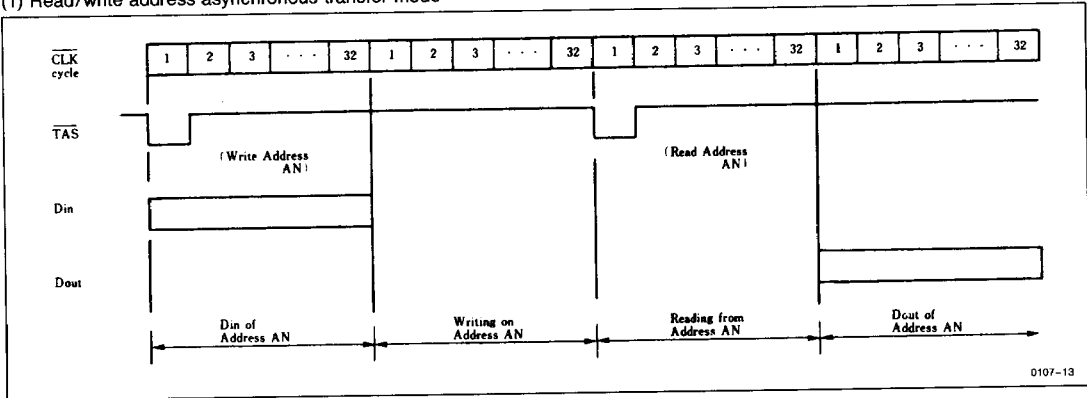 (1) Read/write address asynchronous transfer mode
CLK
cycle
1 2 3 · · · 32 1 2 3 · · · 32 1 2 3 · · · 32 1 2 3 · · · 32
TAS
(Write Address
AN)
(Read Address
AN)
Din
Dout
Din of
Address AN
Writing on
Address AN
Reading from
Address AN
Dout of
Address AN
0107-13